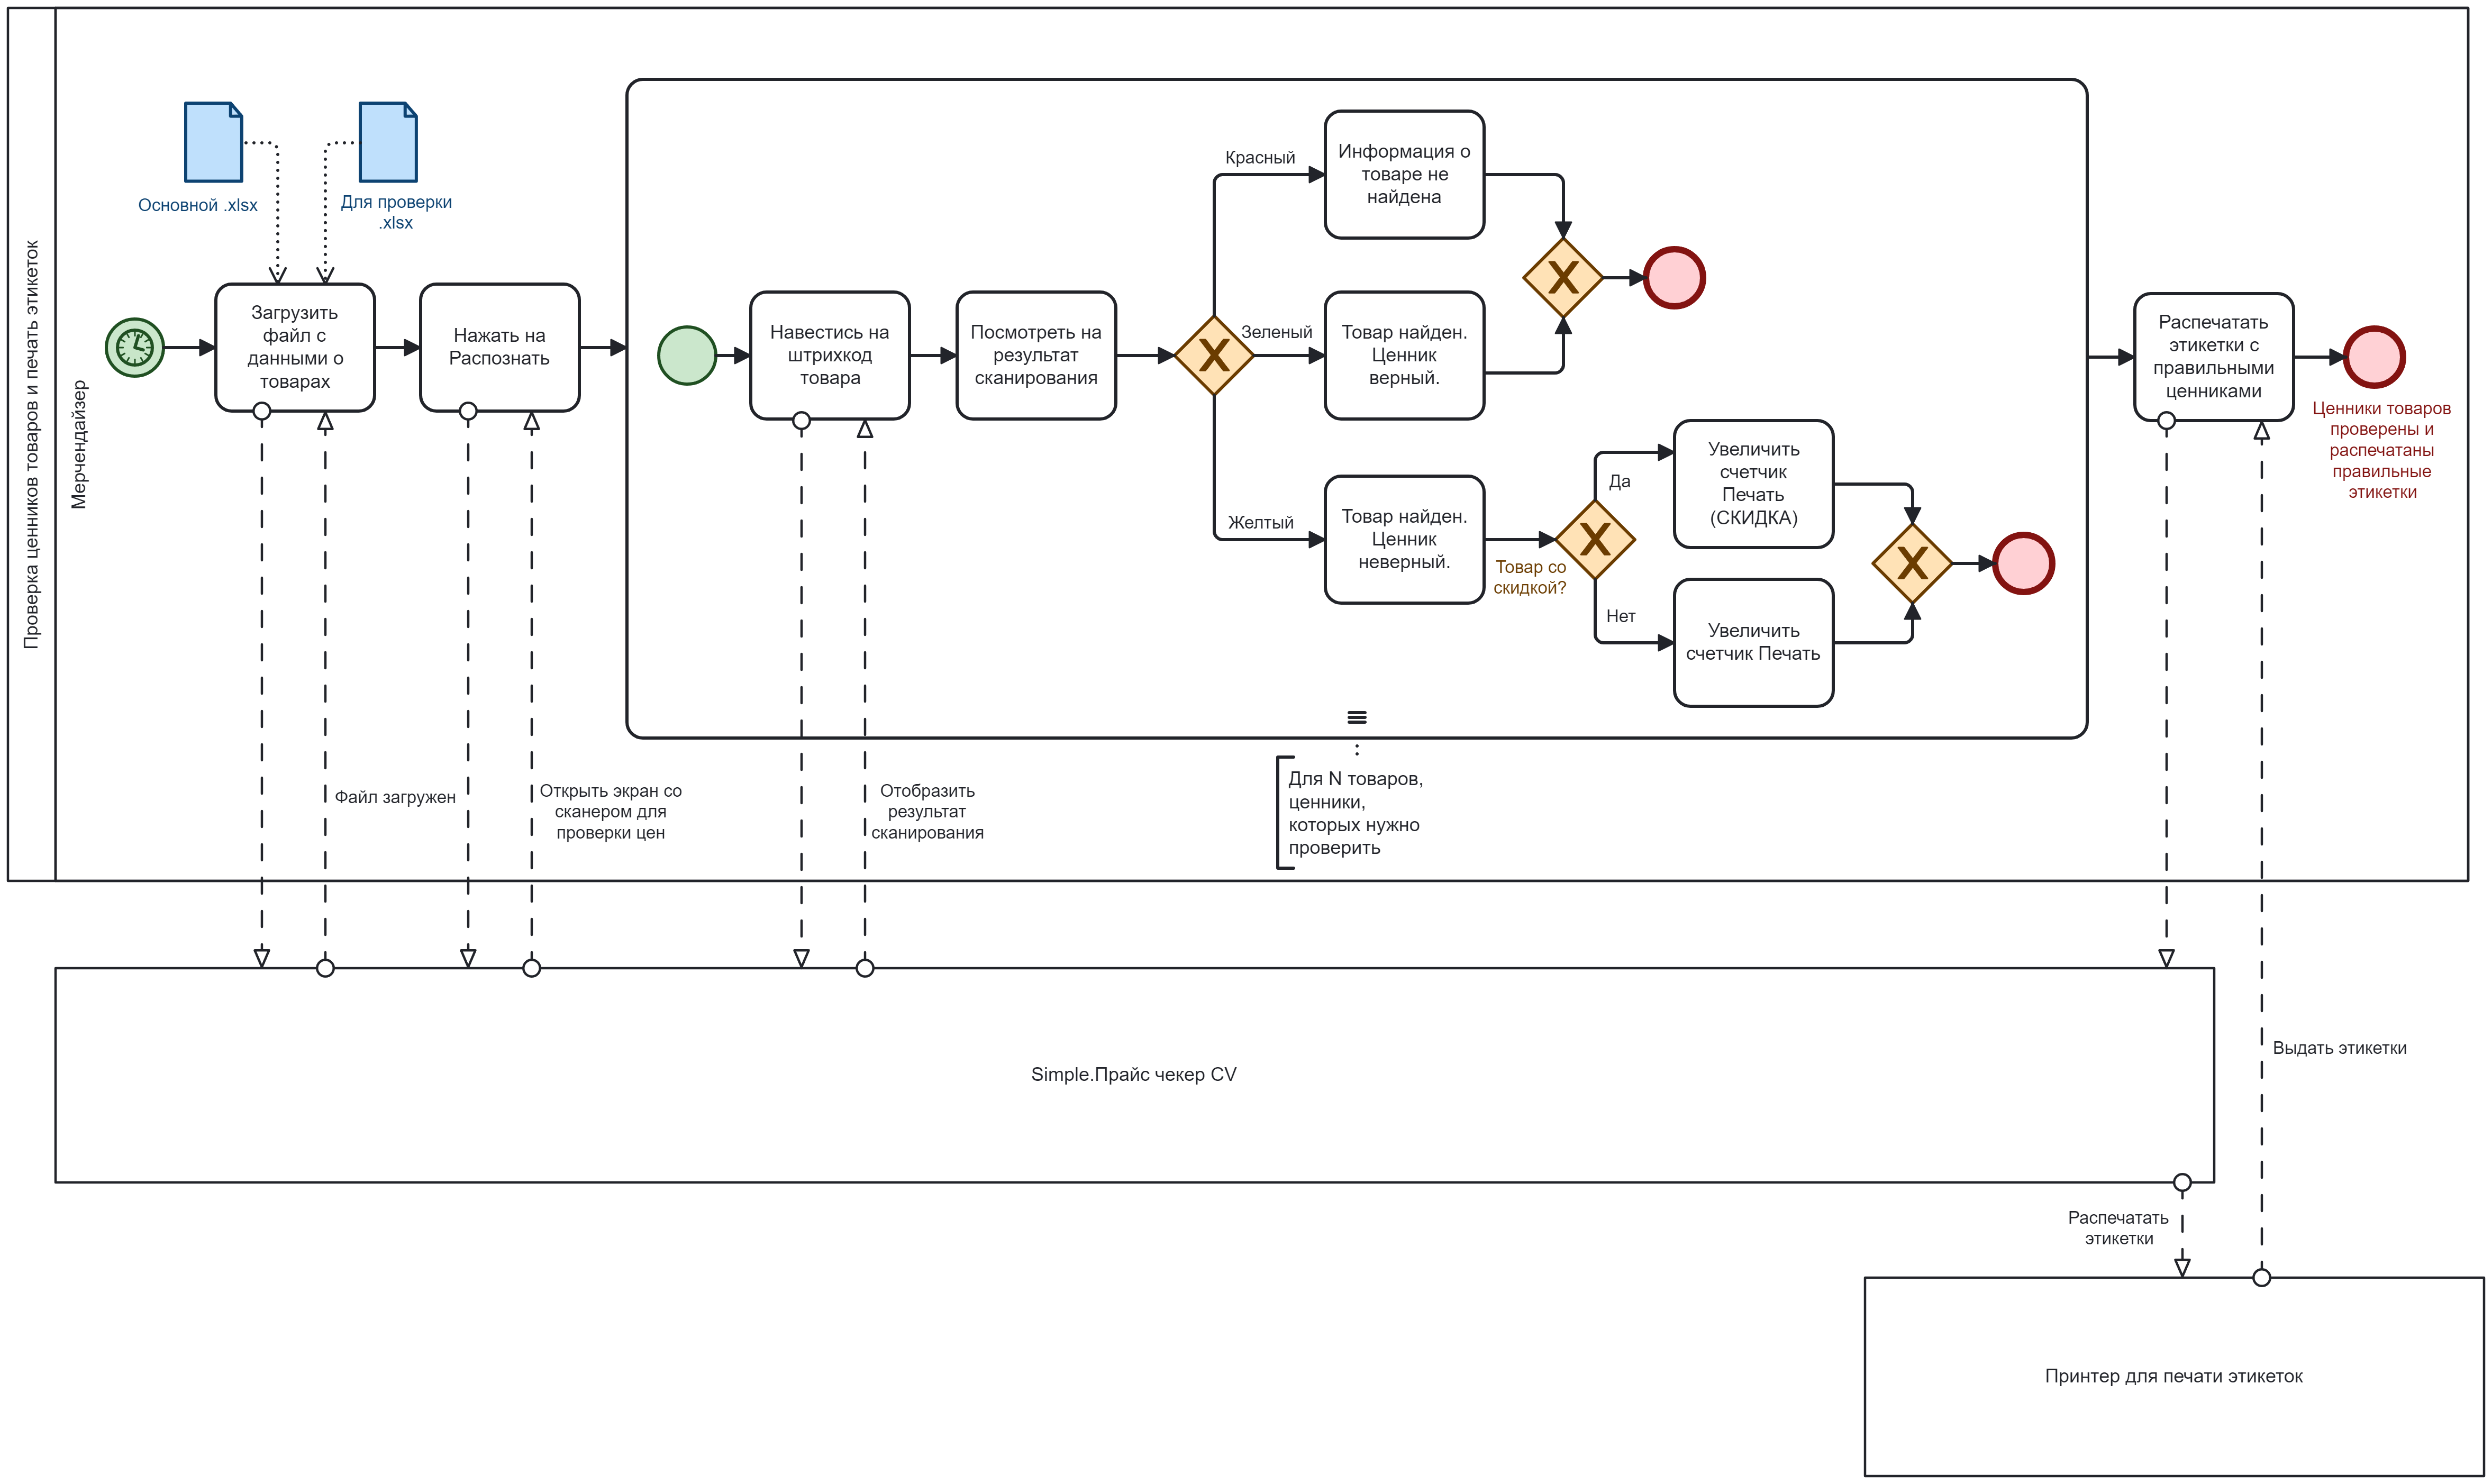 Проверка ценников товаров и печать этикеток
Мерчендайзер
Основной .xlsx
Для проверки
.xlsx
Загрузить
файл с
данными о
товарах
Нажать на
Распознать
Навестись на
штрихкод
товара
Посмотреть на
результат
сканирования
Красный
Зеленый
Желтый
Информация о
товаре не
найдена
Товар найден.
Ценник
верный.
Товар найден.
Ценник
неверный.
Товар со
скидкой?
Да
Нет
Увеличить
счетчик
Печать
(СКИДКА)
Увеличить
счетчик Печать
Распечатать
этикетки с
правильными
ценниками
Ценники товаров
проверены и
распечатаны
правильные
этикетки
Файл загружен
Открыть экран со
сканером для
проверки цен
Отобразить
результат
сканирования
Для N товаров,
ценники,
которых нужно
проверить
Simple.Прайс чекер CV
Выдать этикетки
Распечатать
этикетки
Принтер для печати этикеток